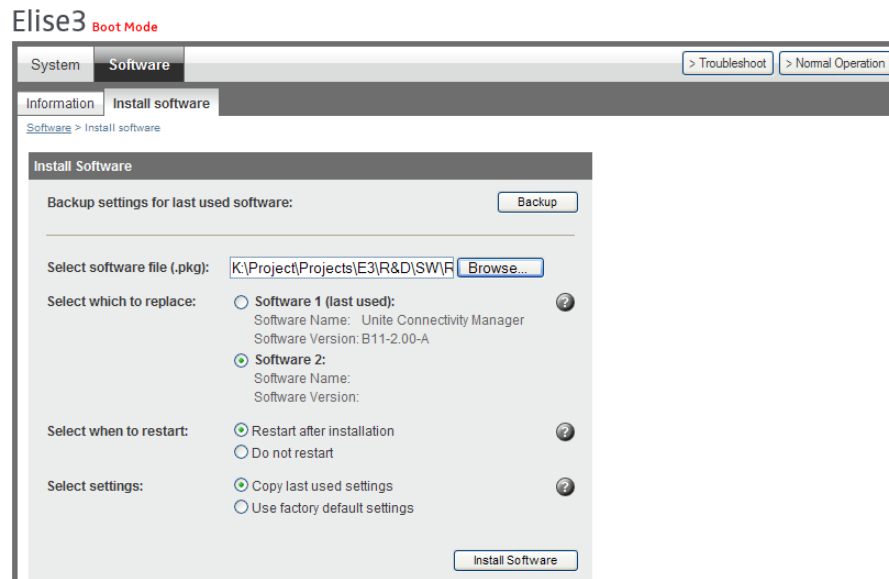 Elise3 Boot Mode
System Software > Troubleshoot > Normal Operation
Information Install software
Software > Install software
Install Software
Backup settings for last used software: Backup
Select software file (.pkg): K:\Project\Projects\E3\R&D\SW\R Browse...
Select which to replace: Software 1 (last used): ?
Software Name: Unite Connectivity Manager
Software Version: B11-2.00-A
Software 2:
Software Name:
Software Version:
Select when to restart: Restart after installation ?
Do not restart
Select settings: Copy last used settings ?
Use factory default settings
Install Software